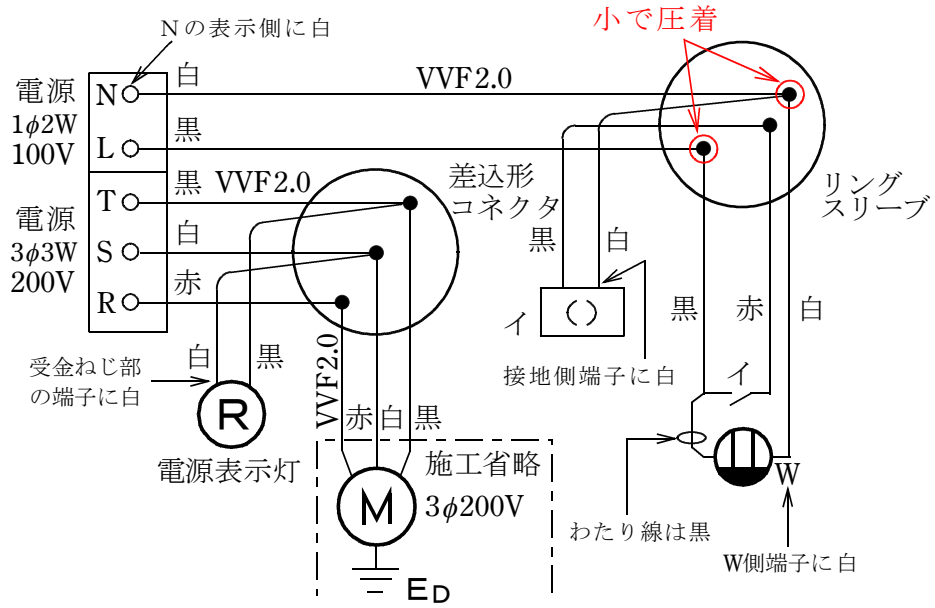 Nの表示側に白
小で圧着
電源
1φ2W
100V
N
白
VVF2.0
L
黒
電源
3φ3W
200V
T
黒
VVF2.0
S
白
R
赤
差込形
コネクタ
リング
スリーブ
黒
白
イ
接地側端子に白
黒
赤
白
イ
受金ねじ部
の端子に白
白
黒
R
電源表示灯
VVF2.0
赤
白
黒
施工省略
3φ200V
M
ED
わたり線は黒
W
W側端子に白